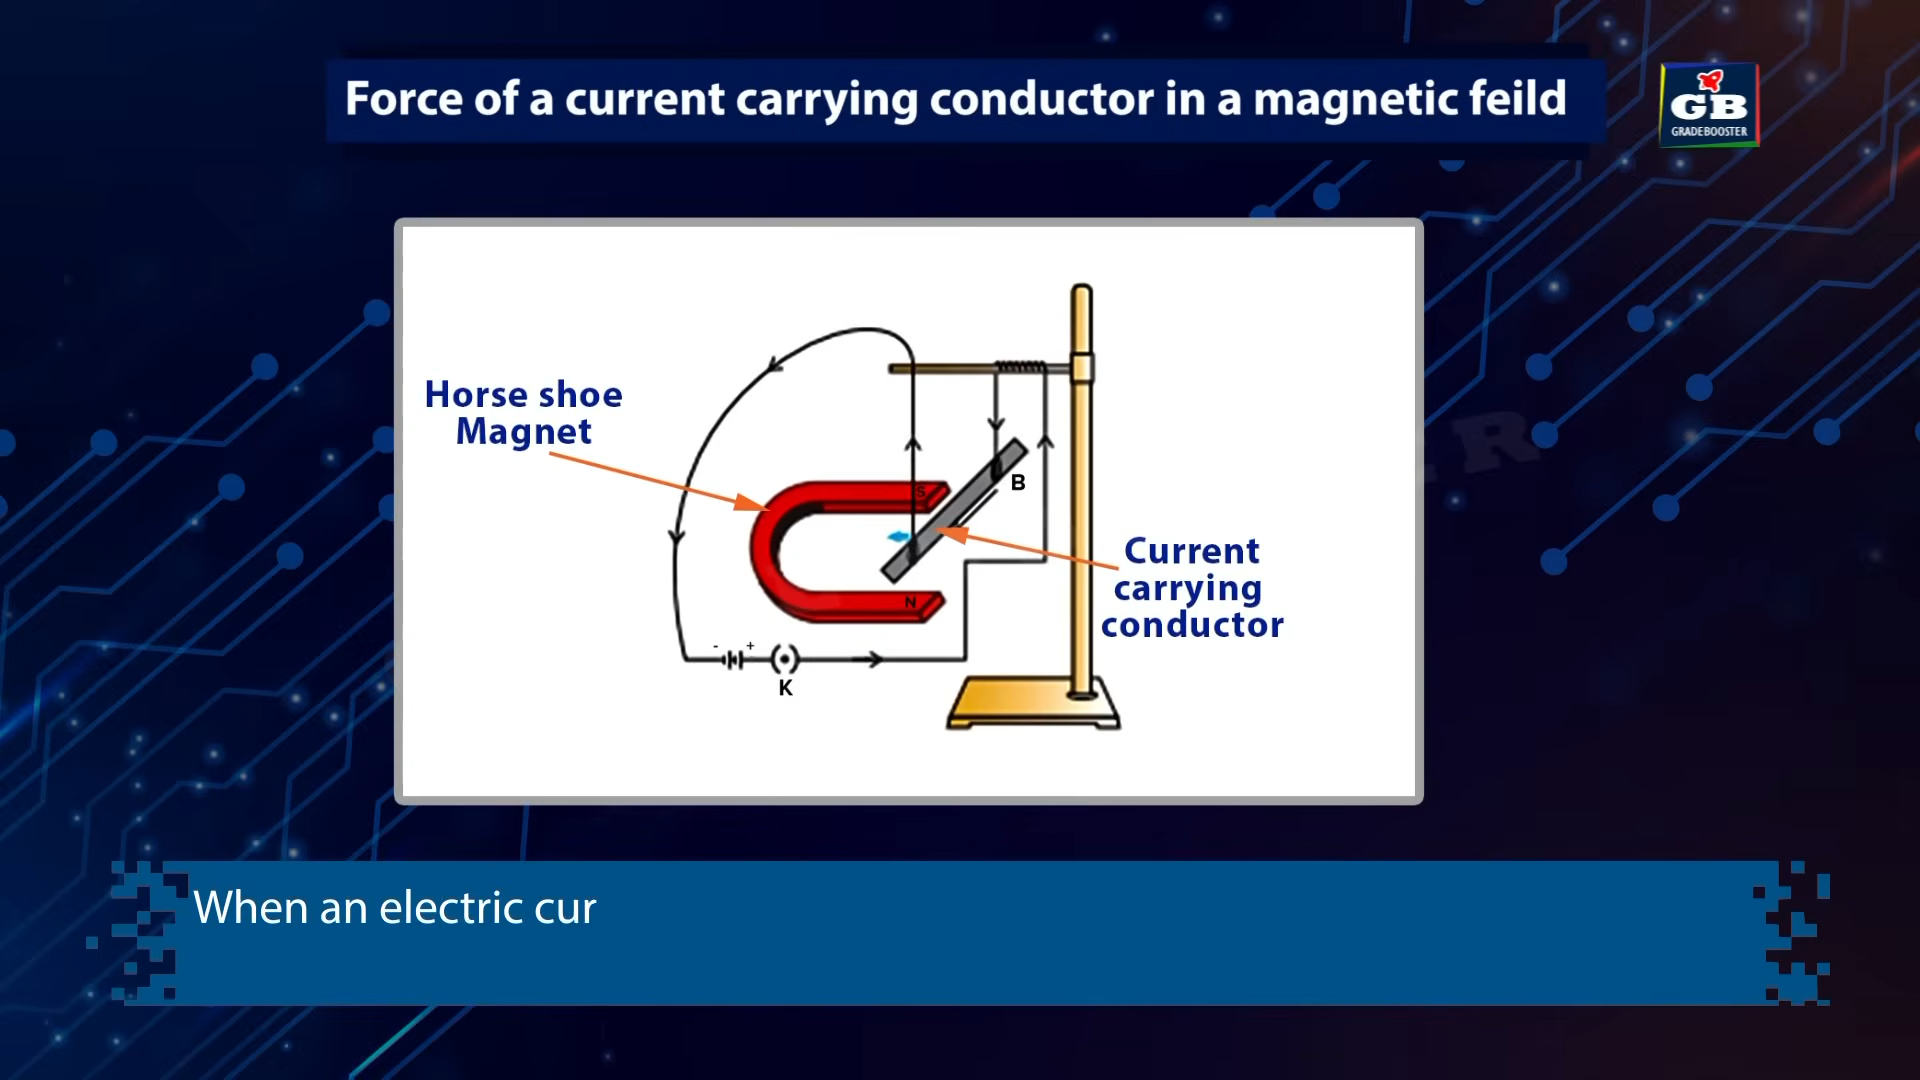 Force of a current carrying conductor in a magnetic feild
GB
GRADEBOOSTER
Horse shoe
Magnet
S
B
N
Current
carrying
conductor
- +
K
R
When an electric cur